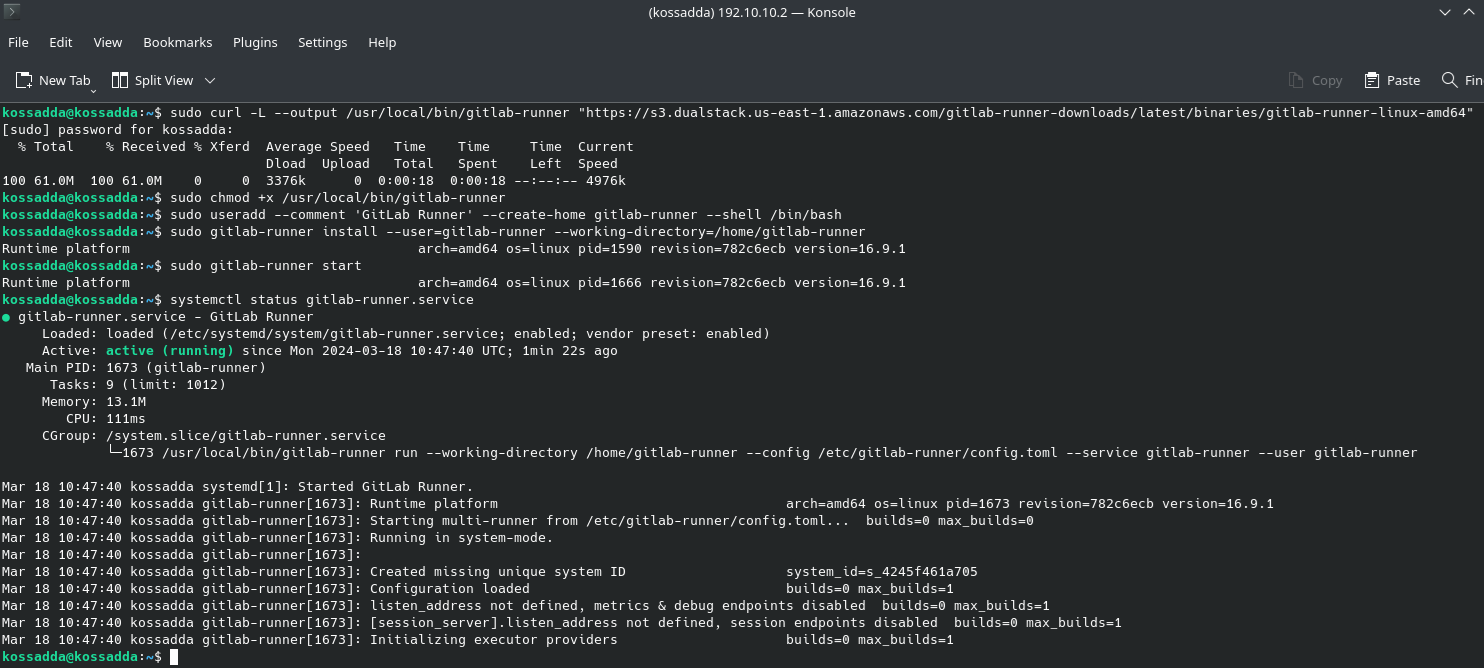 (kossadda) 192.10.10.2 — Konsole
File Edit View Bookmarks Plugins Settings Help
New Tab Split View Copy Paste Fin
kossadda@kossadda:~$ sudo curl -L --output /usr/local/bin/gitlab-runner "https://s3.dualstack.us-east-1.amazonaws.com/gitlab-runner-downloads/latest/binaries/gitlab-runner-linux-amd64"
[sudo] password for kossadda:
  % Total    % Received % Xferd  Average Speed   Time    Time     Time  Current
                                 Dload  Upload   Total   Spent    Left  Speed
100 61.0M  100 61.0M    0     0  3376k      0  0:00:18  0:00:18 --:--:-- 4976k
kossadda@kossadda:~$ sudo chmod +x /usr/local/bin/gitlab-runner
kossadda@kossadda:~$ sudo useradd --comment 'GitLab Runner' --create-home gitlab-runner --shell /bin/bash
kossadda@kossadda:~$ sudo gitlab-runner install --user=gitlab-runner --working-directory=/home/gitlab-runner
Runtime platform                                    arch=amd64 os=linux pid=1590 revision=782c6ecb version=16.9.1
kossadda@kossadda:~$ sudo gitlab-runner start
Runtime platform                                    arch=amd64 os=linux pid=1666 revision=782c6ecb version=16.9.1
kossadda@kossadda:~$ systemctl status gitlab-runner.service
● gitlab-runner.service - GitLab Runner
     Loaded: loaded (/etc/systemd/system/gitlab-runner.service; enabled; vendor preset: enabled)
     Active: active (running) since Mon 2024-03-18 10:47:40 UTC; 1min 22s ago
   Main PID: 1673 (gitlab-runner)
      Tasks: 9 (limit: 1012)
     Memory: 13.1M
        CPU: 111ms
     CGroup: /system.slice/gitlab-runner.service
             └─1673 /usr/local/bin/gitlab-runner run --working-directory /home/gitlab-runner --config /etc/gitlab-runner/config.toml --service gitlab-runner --user gitlab-runner
Mar 18 10:47:40 kossadda systemd[1]: Started GitLab Runner.
Mar 18 10:47:40 kossadda gitlab-runner[1673]: Runtime platform                                    arch=amd64 os=linux pid=1673 revision=782c6ecb version=16.9.1
Mar 18 10:47:40 kossadda gitlab-runner[1673]: Starting multi-runner from /etc/gitlab-runner/config.toml...  builds=0 max_builds=0
Mar 18 10:47:40 kossadda gitlab-runner[1673]: Running in system-mode.
Mar 18 10:47:40 kossadda gitlab-runner[1673]:
Mar 18 10:47:40 kossadda gitlab-runner[1673]: Created missing unique system ID                    system_id=s_4245f461a705
Mar 18 10:47:40 kossadda gitlab-runner[1673]: Configuration loaded                                builds=0 max_builds=1
Mar 18 10:47:40 kossadda gitlab-runner[1673]: listen_address not defined, metrics & debug endpoints disabled  builds=0 max_builds=1
Mar 18 10:47:40 kossadda gitlab-runner[1673]: [session_server].listen_address not defined, session endpoints disabled  builds=0 max_builds=1
Mar 18 10:47:40 kossadda gitlab-runner[1673]: Initializing executor providers                     builds=0 max_builds=1
kossadda@kossadda:~$